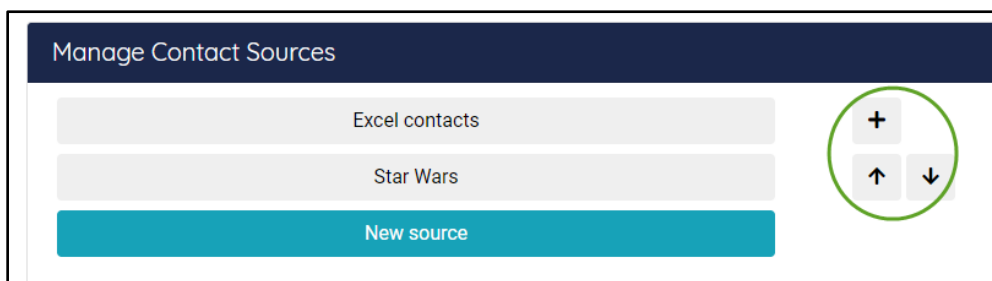 Manage Contact Sources
Excel contacts
Star Wars
New source